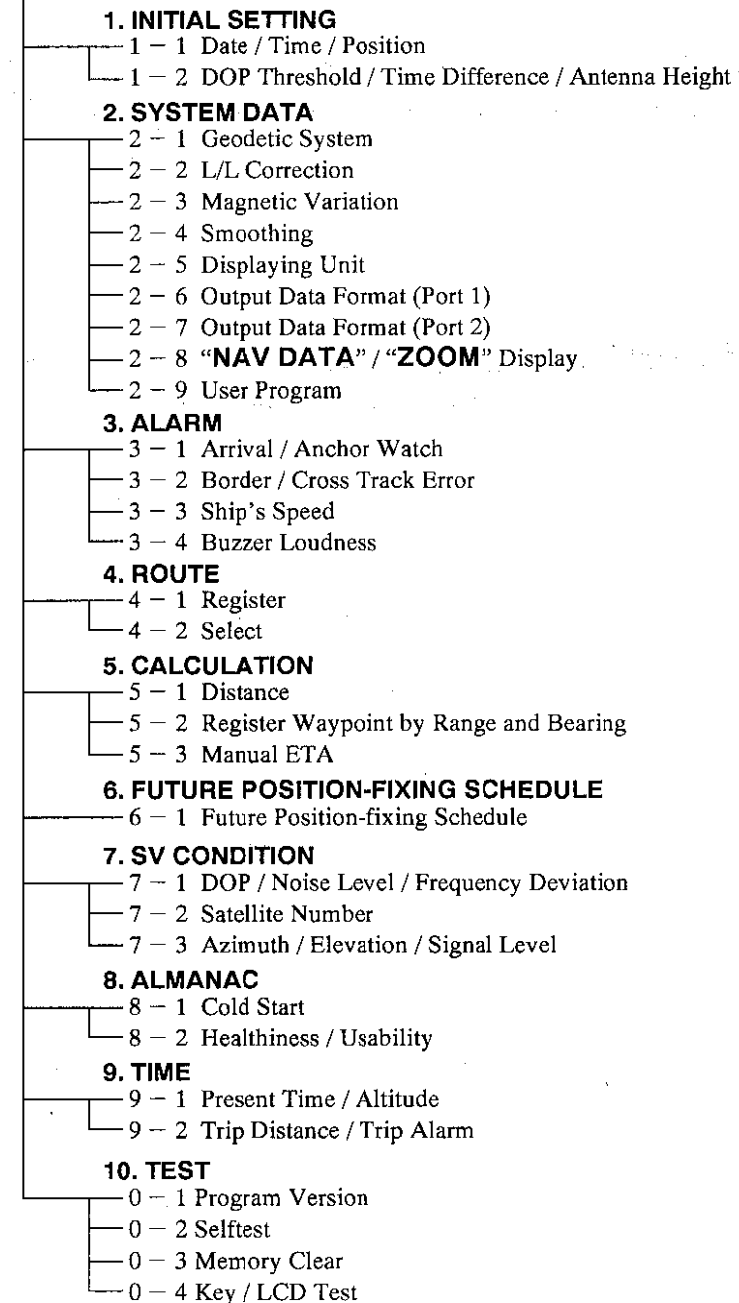 1. INITIAL SETTING
1 – 1 Date / Time / Position
1 – 2 DOP Threshold / Time Difference / Antenna Height
2. SYSTEM DATA
2 – 1 Geodetic System
2 – 2 L/L Correction
2 – 3 Magnetic Variation
2 – 4 Smoothing
2 – 5 Displaying Unit
2 – 6 Output Data Format (Port 1)
2 – 7 Output Data Format (Port 2)
2 – 8 “NAV DATA” / “ZOOM” Display
2 – 9 User Program
3. ALARM
3 – 1 Arrival / Anchor Watch
3 – 2 Border / Cross Track Error
3 – 3 Ship's Speed
3 – 4 Buzzer Loudness
4. ROUTE
4 – 1 Register
4 – 2 Select
5. CALCULATION
5 – 1 Distance
5 – 2 Register Waypoint by Range and Bearing
5 – 3 Manual ETA
6. FUTURE POSITION-FIXING SCHEDULE
6 – 1 Future Position-fixing Schedule
7. SV CONDITION
7 – 1 DOP / Noise Level / Frequency Deviation
7 – 2 Satellite Number
7 – 3 Azimuth / Elevation / Signal Level
8. ALMANAC
8 – 1 Cold Start
8 – 2 Healthiness / Usability
9. TIME
9 – 1 Present Time / Altitude
9 – 2 Trip Distance / Trip Alarm
10. TEST
0 – 1 Program Version
0 – 2 Selftest
0 – 3 Memory Clear
0 – 4 Key / LCD Test